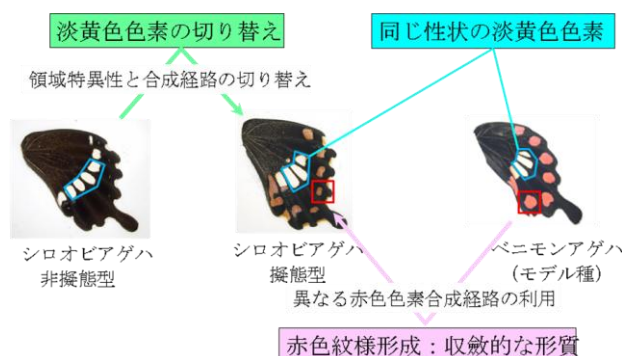 淡黄色色素の切り替え
同じ性状の淡黄色色素
領域特異性と合成経路の切り替え
シロオビアゲハ
非擬態型
シロオビアゲハ
擬態型
ベニモンアゲハ
(モデル種)
異なる赤色色素合成経路の利用
赤色紋様形成：収斂的な形質